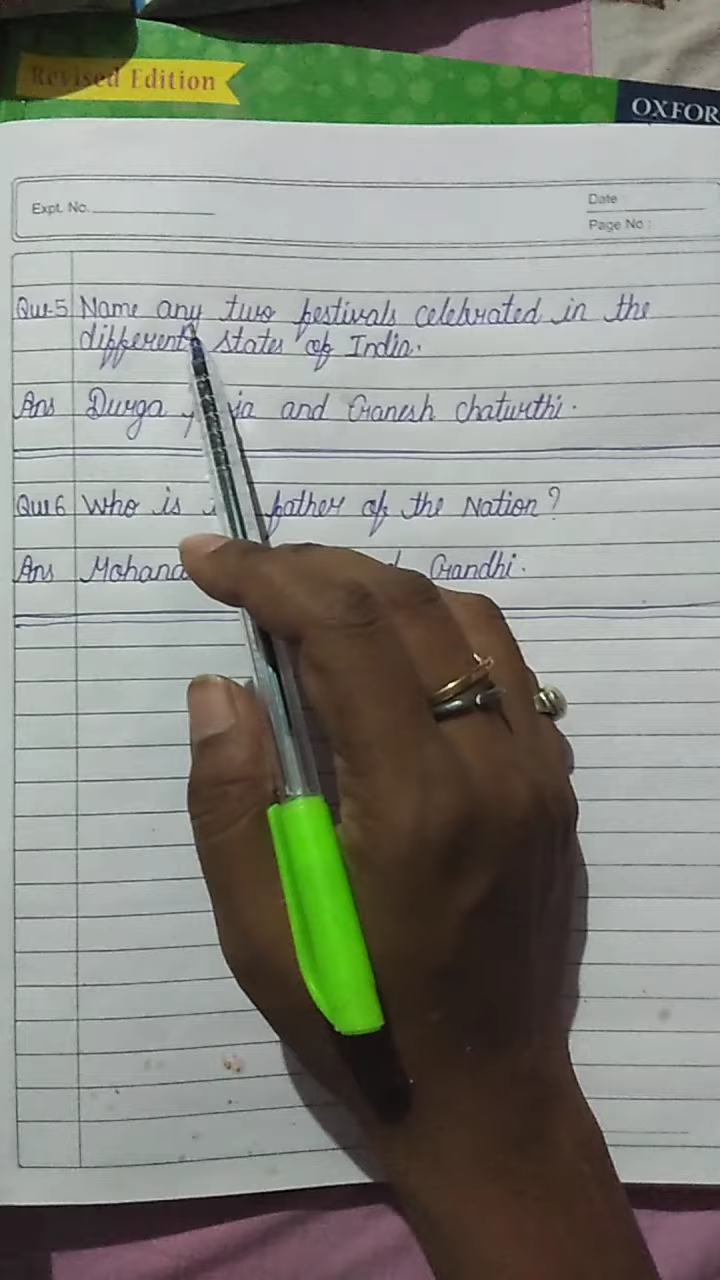 Revised Edition
OXFOR
Expt. No.
Date
Page No :
Que-5 Name any two festivals celebrated in the
different states of India.
Ans Durga and Ganesh chaturthi.
Que 6 Who is father of the Nation?
Ans Gandhi.